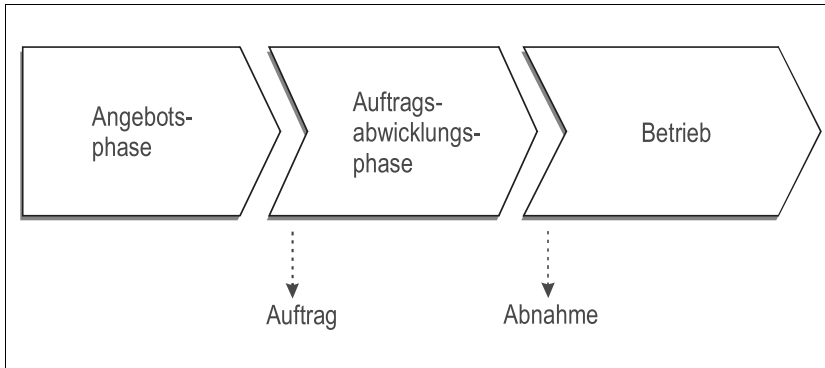 Angebots-
phase
Auftrags-
abwicklungs-
phase
Betrieb
Auftrag
Abnahme